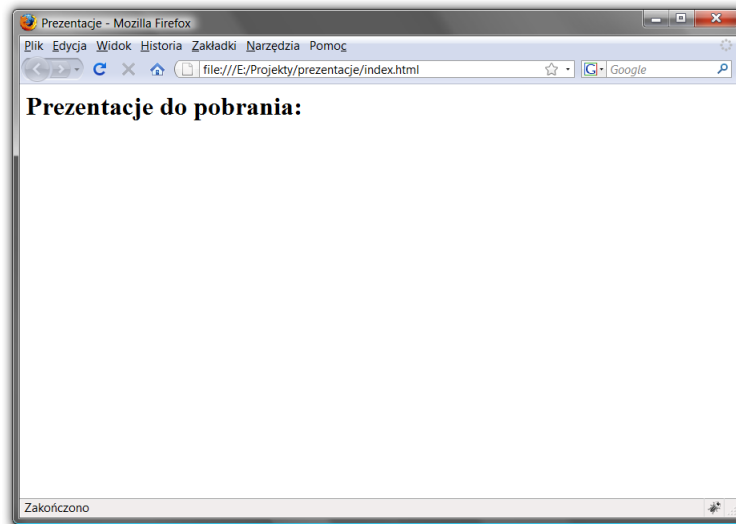 Prezentacje - Mozilla Firefox
Plik Edycja Widok Historia Zakładki Narzędzia Pomoc
file:///E:/Projekty/prezentacje/index.html G Google
Prezentacje do pobrania:
Zakończono